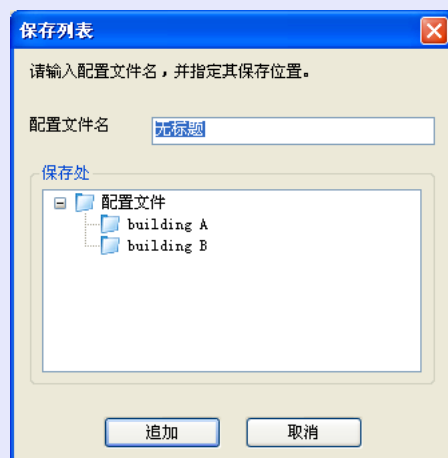 保存列表
请输入配置文件名，并指定其保存位置。
配置文件名 无标题
保存处
配置文件
building A
building B
追加 取消